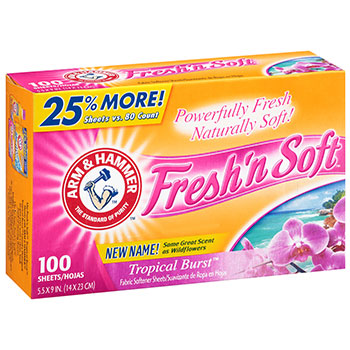 25% MORE!
Sheets vs. 80 Count
Powerfully Fresh
Naturally Soft!
ARM & HAMMER
THE STANDARD OF PURITY
Fresh'n Soft
NEW NAME!
Same Great Scent
as Wildflowers
100
SHEETS/HOJAS
5.5 X 9 IN. (14 X 23 CM)
Tropical Burst™
Fabric Softener Sheets/Suavizante de Ropa en Hojas